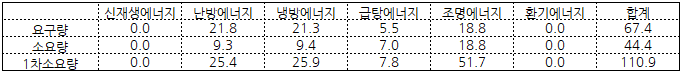 신재생에너지 난방에너지 냉방에너지 급탕에너지 조명에너지 환기에너지 합계
요구량 0.0 21.8 21.3 5.5 18.8 0.0 67.4
소요량 0.0 9.3 9.4 7.0 18.8 0.0 44.4
1차소요량 0.0 25.4 25.9 7.8 51.7 0.0 110.9